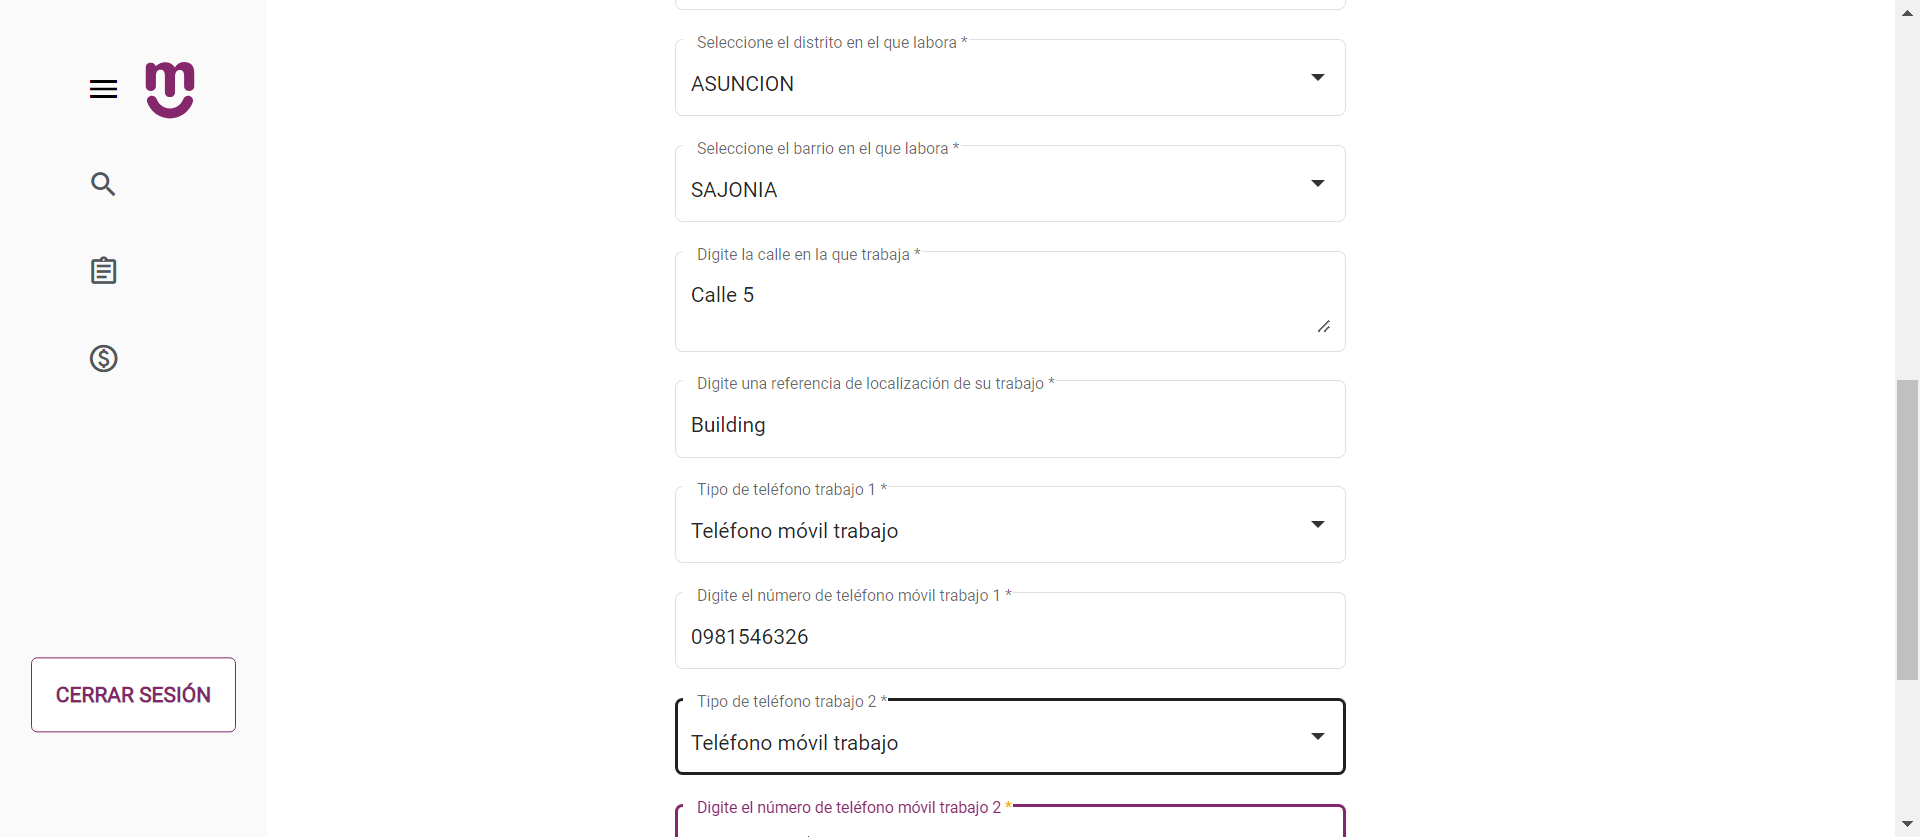 Seleccione el distrito en el que labora *
ASUNCION
Seleccione el barrio en el que labora *
SAJONIA
Digite la calle en la que trabaja *
Calle 5
Digite una referencia de localización de su trabajo *
Building
Tipo de teléfono trabajo 1 *
Teléfono móvil trabajo
Digite el número de teléfono móvil trabajo 1 *
0981546326
Tipo de teléfono trabajo 2 *
Teléfono móvil trabajo
Digite el número de teléfono móvil trabajo 2 *
CERRAR SESIÓN